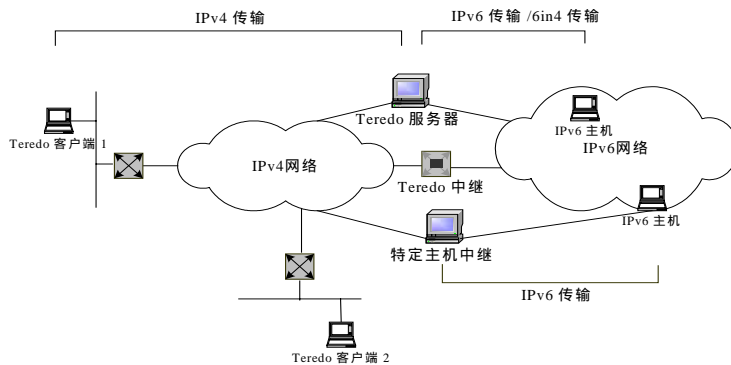 IPv4 传输
IPv6 传输 /6in4 传输
Teredo 客户端 1
Teredo 服务器
IPv6 主机
IPv4网络
IPv6网络
Teredo 中继
IPv6 主机
特定主机中继
IPv6 传输
Teredo 客户端 2